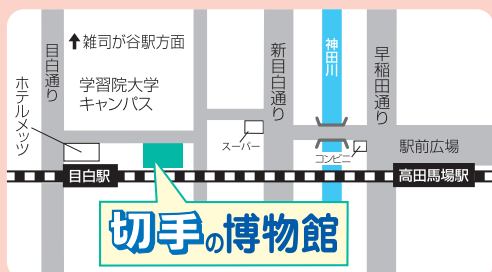 目白通り
雑司が谷駅方面
学習院大学
キャンパス
ホテルメッツ
新目白通り
神田川
早稲田通り
スーパー
コンビニ
駅前広場
目白駅
高田馬場駅
切手の博物館